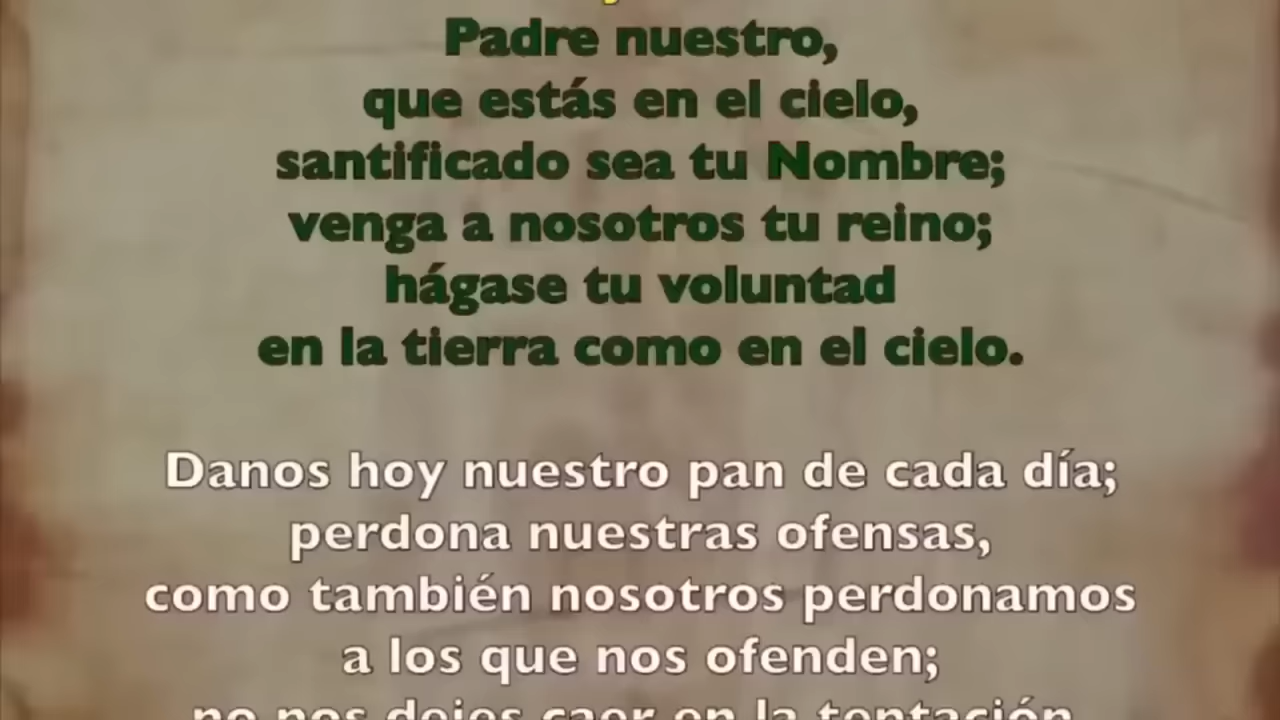 Padre nuestro,
que estás en el cielo,
santificado sea tu Nombre;
venga a nosotros tu reino;
hágase tu voluntad
en la tierra como en el cielo.
Danos hoy nuestro pan de cada día;
perdona nuestras ofensas,
como también nosotros perdonamos
a los que nos ofenden;
no nos dejes caer en la tentación